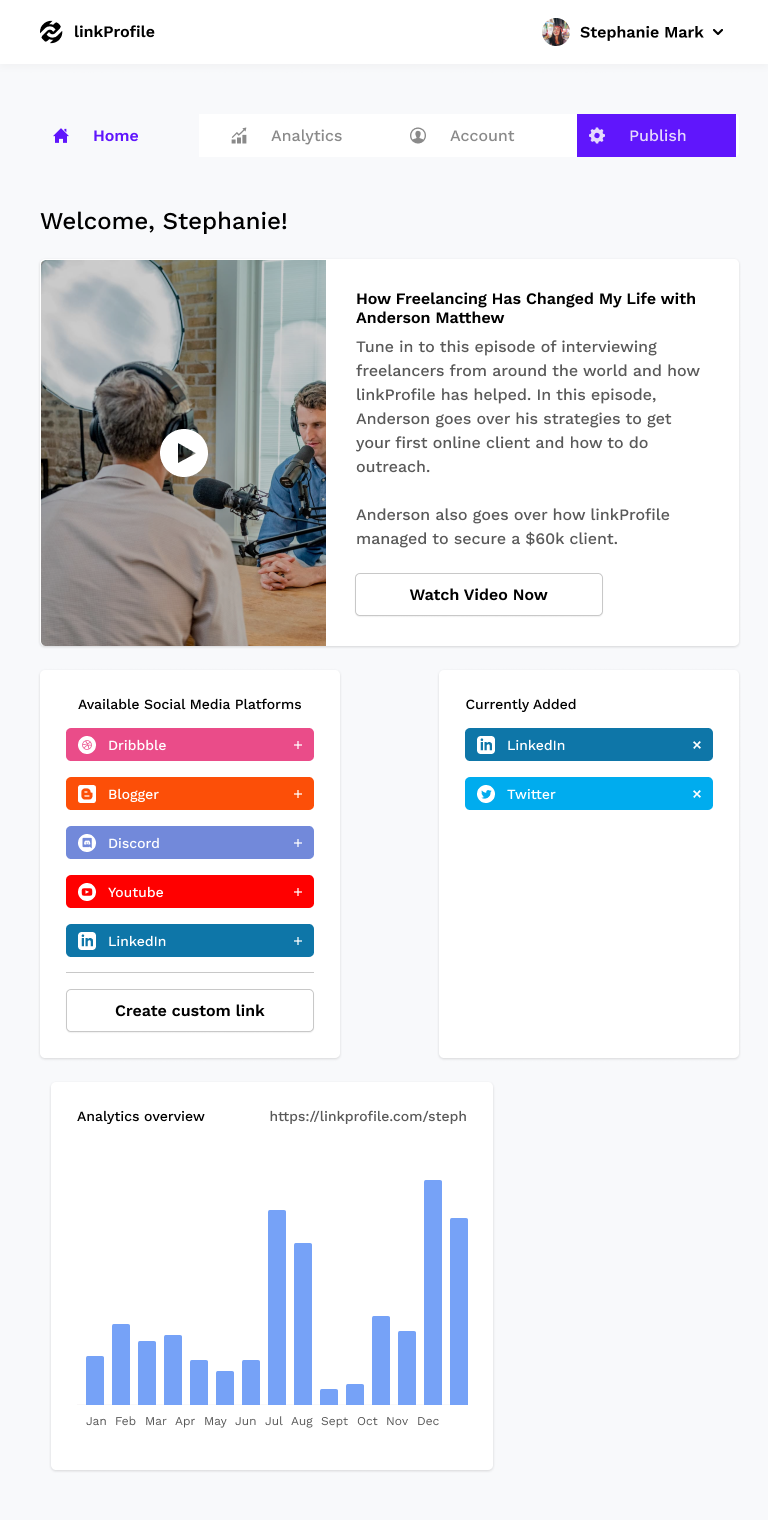 linkProfile
Stephanie Mark
Home
Analytics
Account
Publish
Welcome, Stephanie!
How Freelancing Has Changed My Life with
Anderson Matthew
Tune in to this episode of interviewing
freelancers from around the world and how
linkProfile has helped. In this episode,
Anderson goes over his strategies to get
your first online client and how to do
outreach.
Anderson also goes over how linkProfile
managed to secure a $60k client.
Watch Video Now
Available Social Media Platforms
Dribbble +
Blogger +
Discord +
Youtube +
LinkedIn +
Create custom link
Currently Added
LinkedIn ×
Twitter ×
Analytics overview
https://linkprofile.com/steph
Jan Feb Mar Apr May Jun Jul Aug Sept Oct Nov Dec